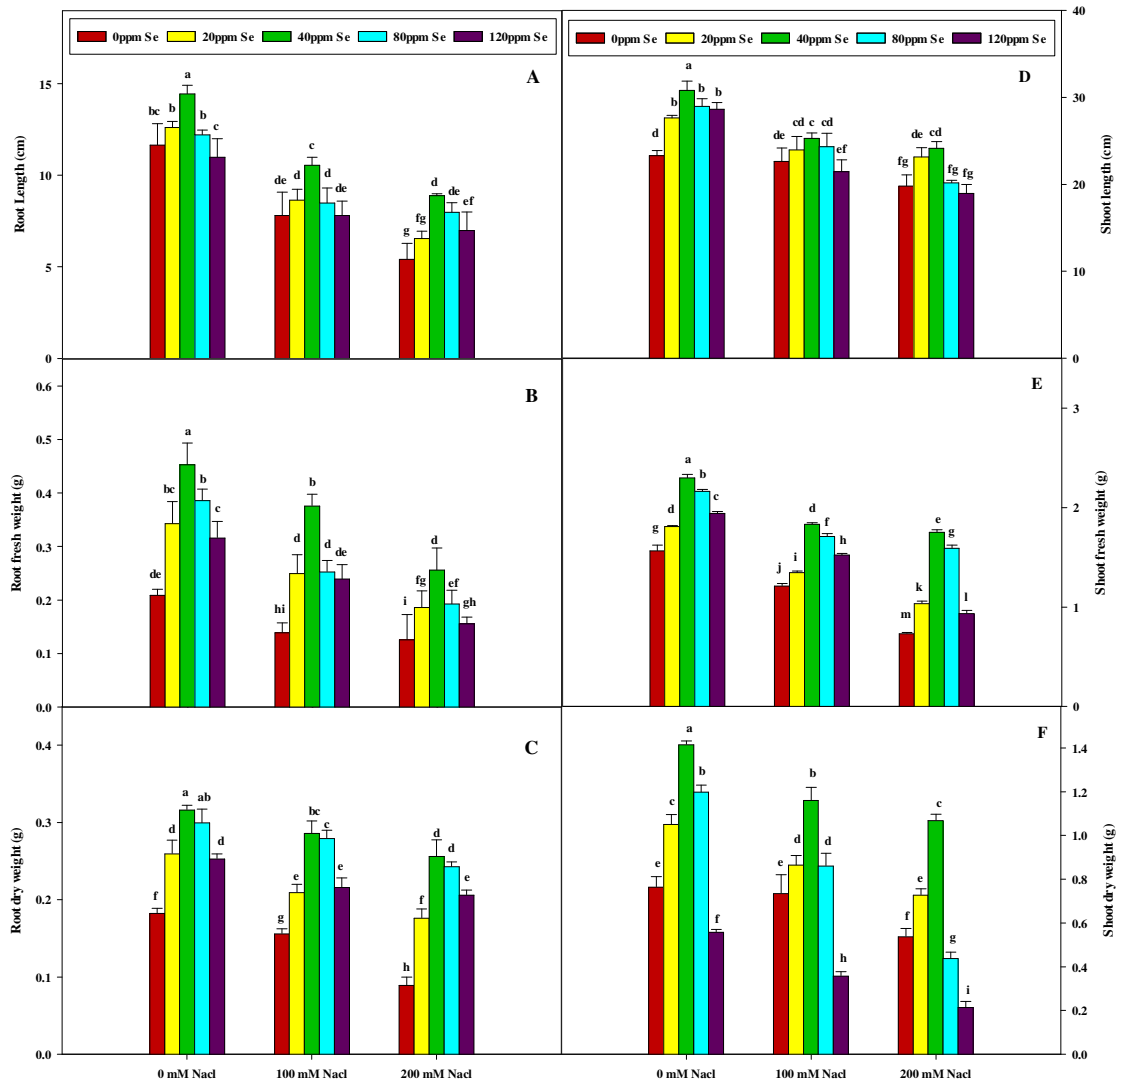 0ppm Se 20ppm Se 40ppm Se 80ppm Se 120ppm Se
A
Root Length (cm)
15
10
5
0
bc b a b c
de d c d de
g fg d de ef
0ppm Se 20ppm Se 40ppm Se 80ppm Se 120ppm Se
D
Shoot length (cm)
40
30
20
10
0
d b a b b
de cd c cd ef
fg de cd fg fg
B
Root fresh weight (g)
0.6
0.5
0.4
0.3
0.2
0.1
0.0
de bc a b c
hi d c d de
i fg d ef gh
E
Shoot fresh weight (g)
3
2
1
0
g d a b c
j i d f h
m k e g l
C
Root dry weight (g)
0.4
0.3
0.2
0.1
0.0
f d a ab d
g e bc c e
h f d d e
0 mM Nacl 100 mM Nacl 200 mM Nacl
F
Shoot dry weight (g)
1.4
1.2
1.0
0.8
0.6
0.4
0.2
0.0
e c a b f
e d b d h
f e c g i
0 mM Nacl 100 mM Nacl 200 mM Nacl